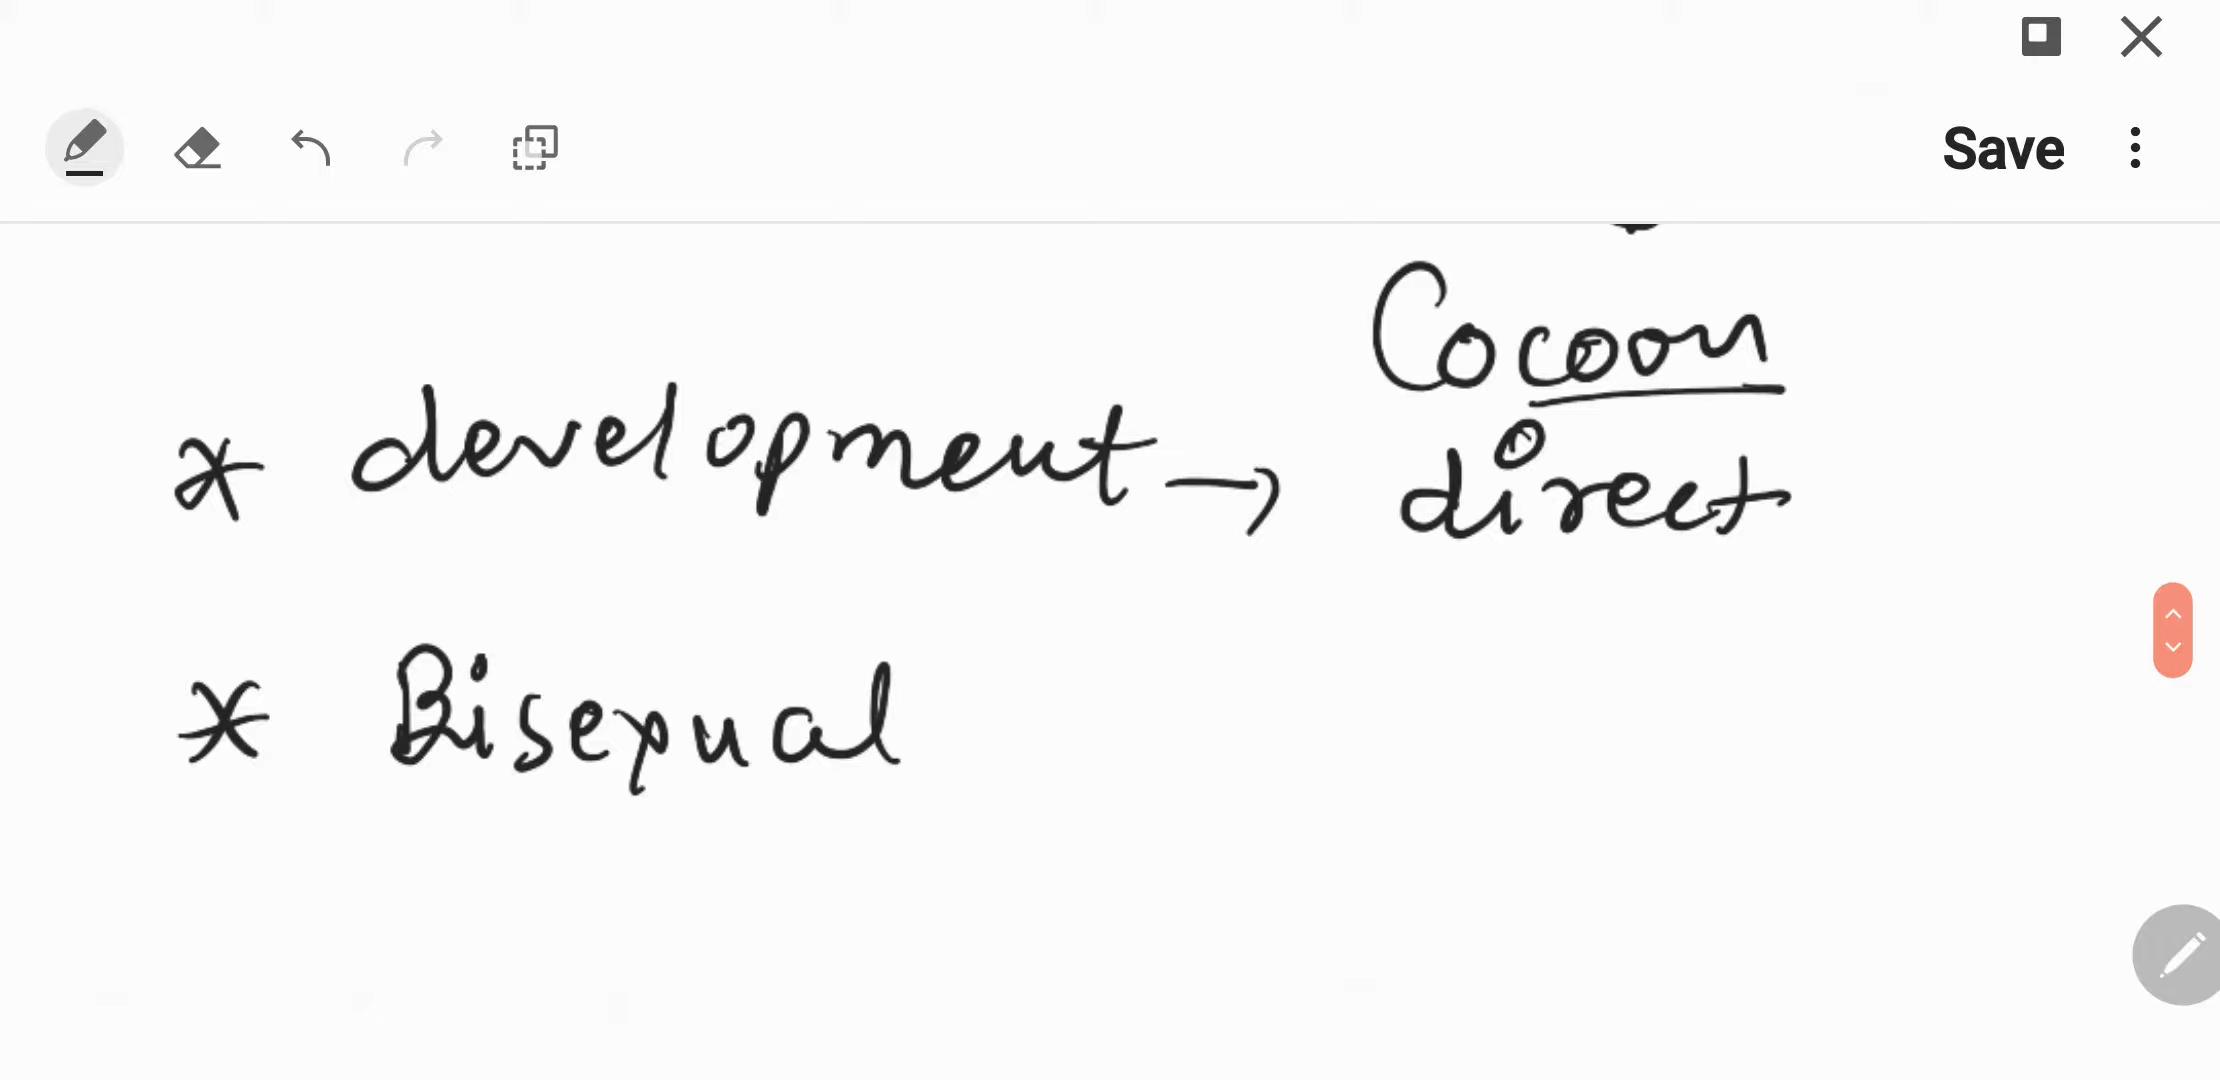 Save
Cocoon
* development → direct
* Bisexual